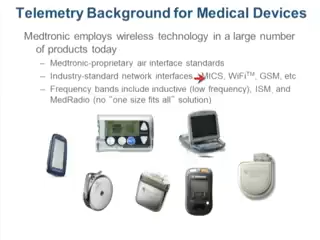 Telemetry Background for Medical Devices
Medtronic employs wireless technology in a large number
of products today
– Medtronic-proprietary air interface standards
– Industry-standard network interfaces – MICS, WiFi™, GSM, etc
– Frequency bands include inductive (low frequency), ISM, and
MedRadio (no "one size fits all" solution)